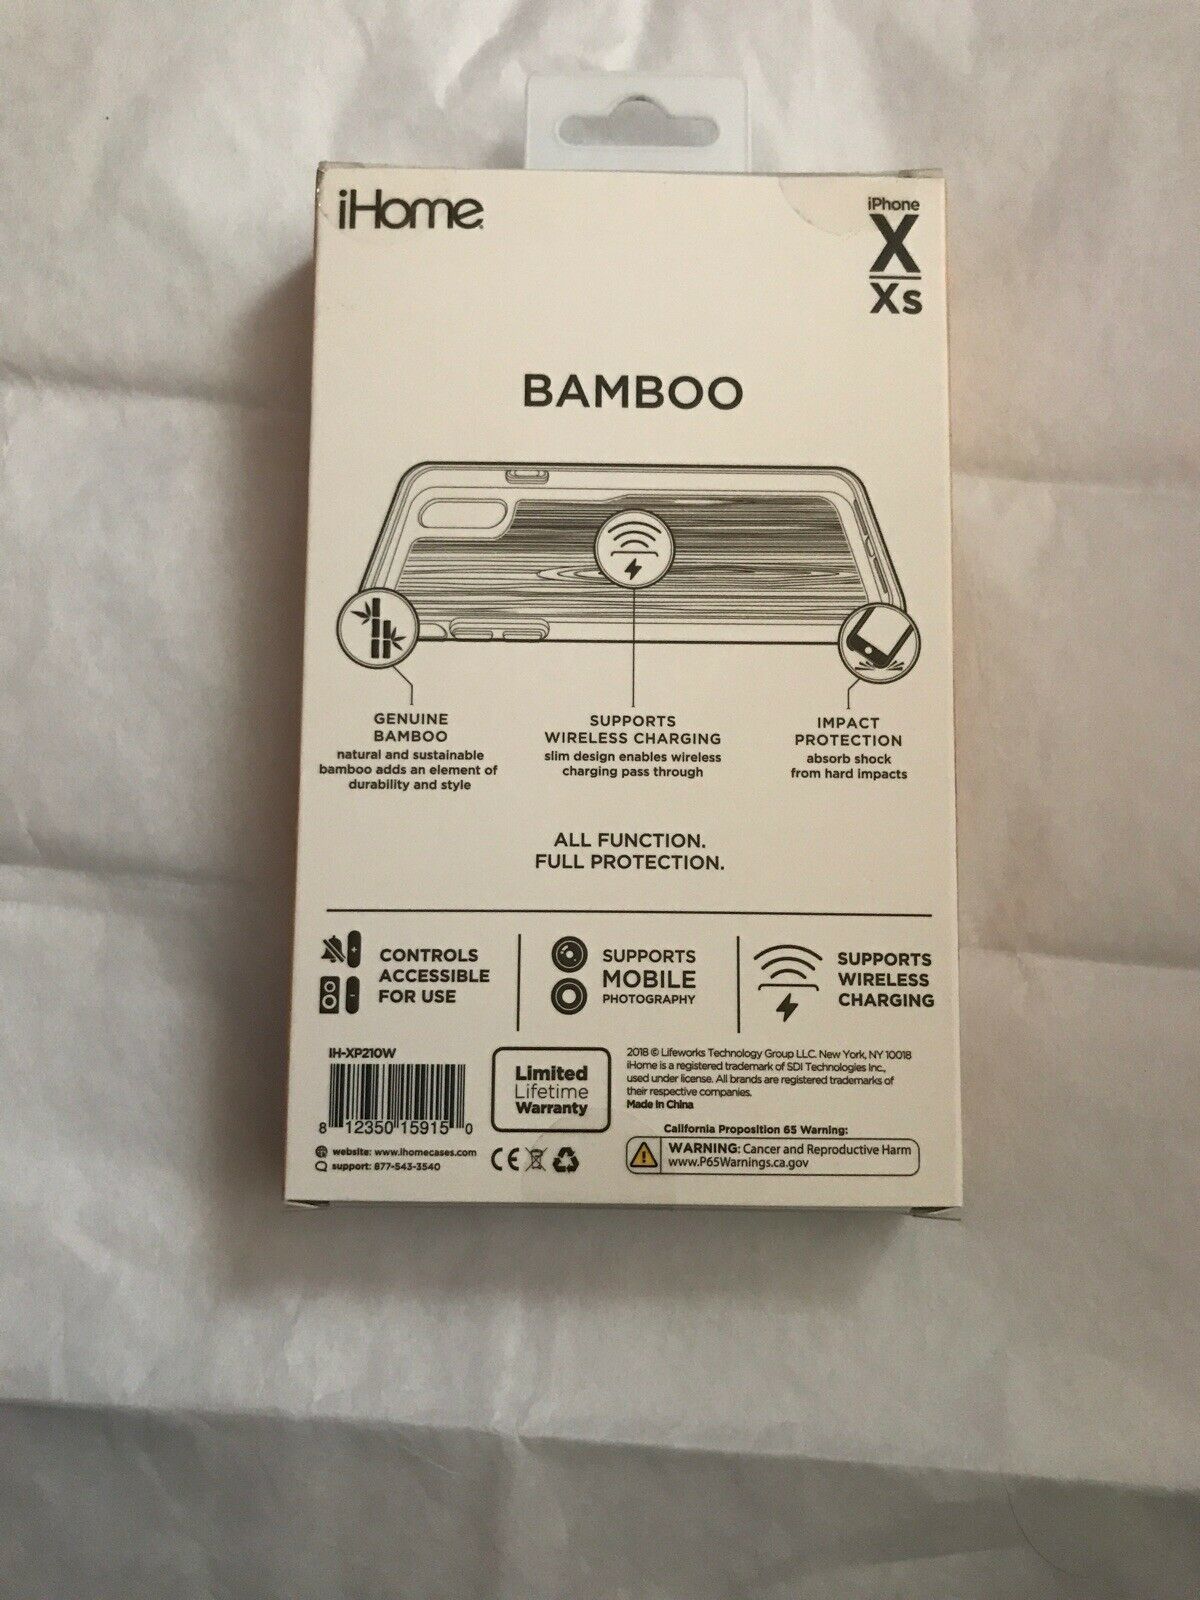 iHome
iPhone
X
Xs
BAMBOO
GENUINE
BAMBOO
natural and sustainable
bamboo adds an element of
durability and style
SUPPORTS
WIRELESS CHARGING
slim design enables wireless
charging pass through
IMPACT
PROTECTION
absorb shock
from hard impacts
ALL FUNCTION.
FULL PROTECTION.
CONTROLS
ACCESSIBLE
FOR USE
SUPPORTS
MOBILE
PHOTOGRAPHY
SUPPORTS
WIRELESS
CHARGING
IH-XP210W
8 12350 15915 0
website: www.ihomecases.com
support: 877-543-3540
Limited
Lifetime
Warranty
CE
2018 © Lifeworks Technology Group LLC. New York, NY 10018
iHome is a registered trademark of SDI Technologies Inc.,
used under license. All brands are registered trademarks of
their respective companies.
Made in China
California Proposition 65 Warning:
WARNING: Cancer and Reproductive Harm
www.P65Warnings.ca.gov